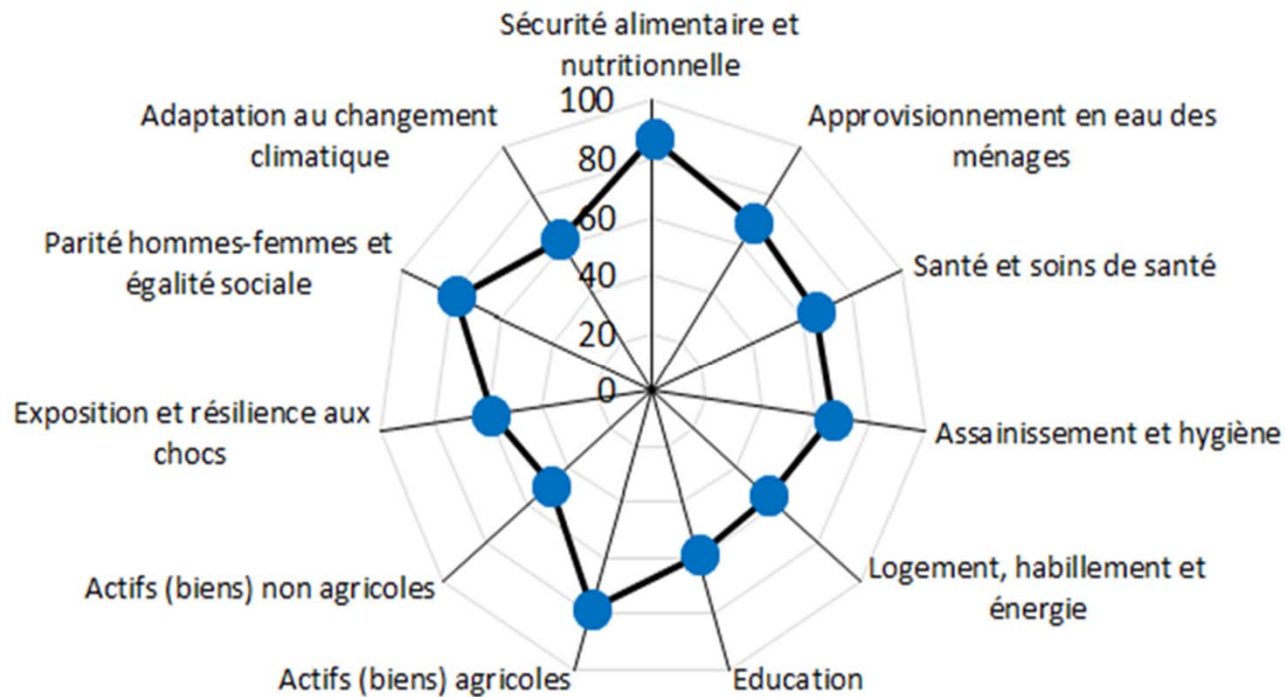 Sécurité alimentaire et
nutritionnelle
Approvisionnement en eau des
ménages
Santé et soins de santé
Assainissement et hygiène
Logement, habillement et
énergie
Education
Actifs (biens) agricoles
Actifs (biens) non agricoles
Exposition et résilience aux
chocs
Parité hommes-femmes et
égalité sociale
Adaptation au changement
climatique
100
80
60
40
20
0